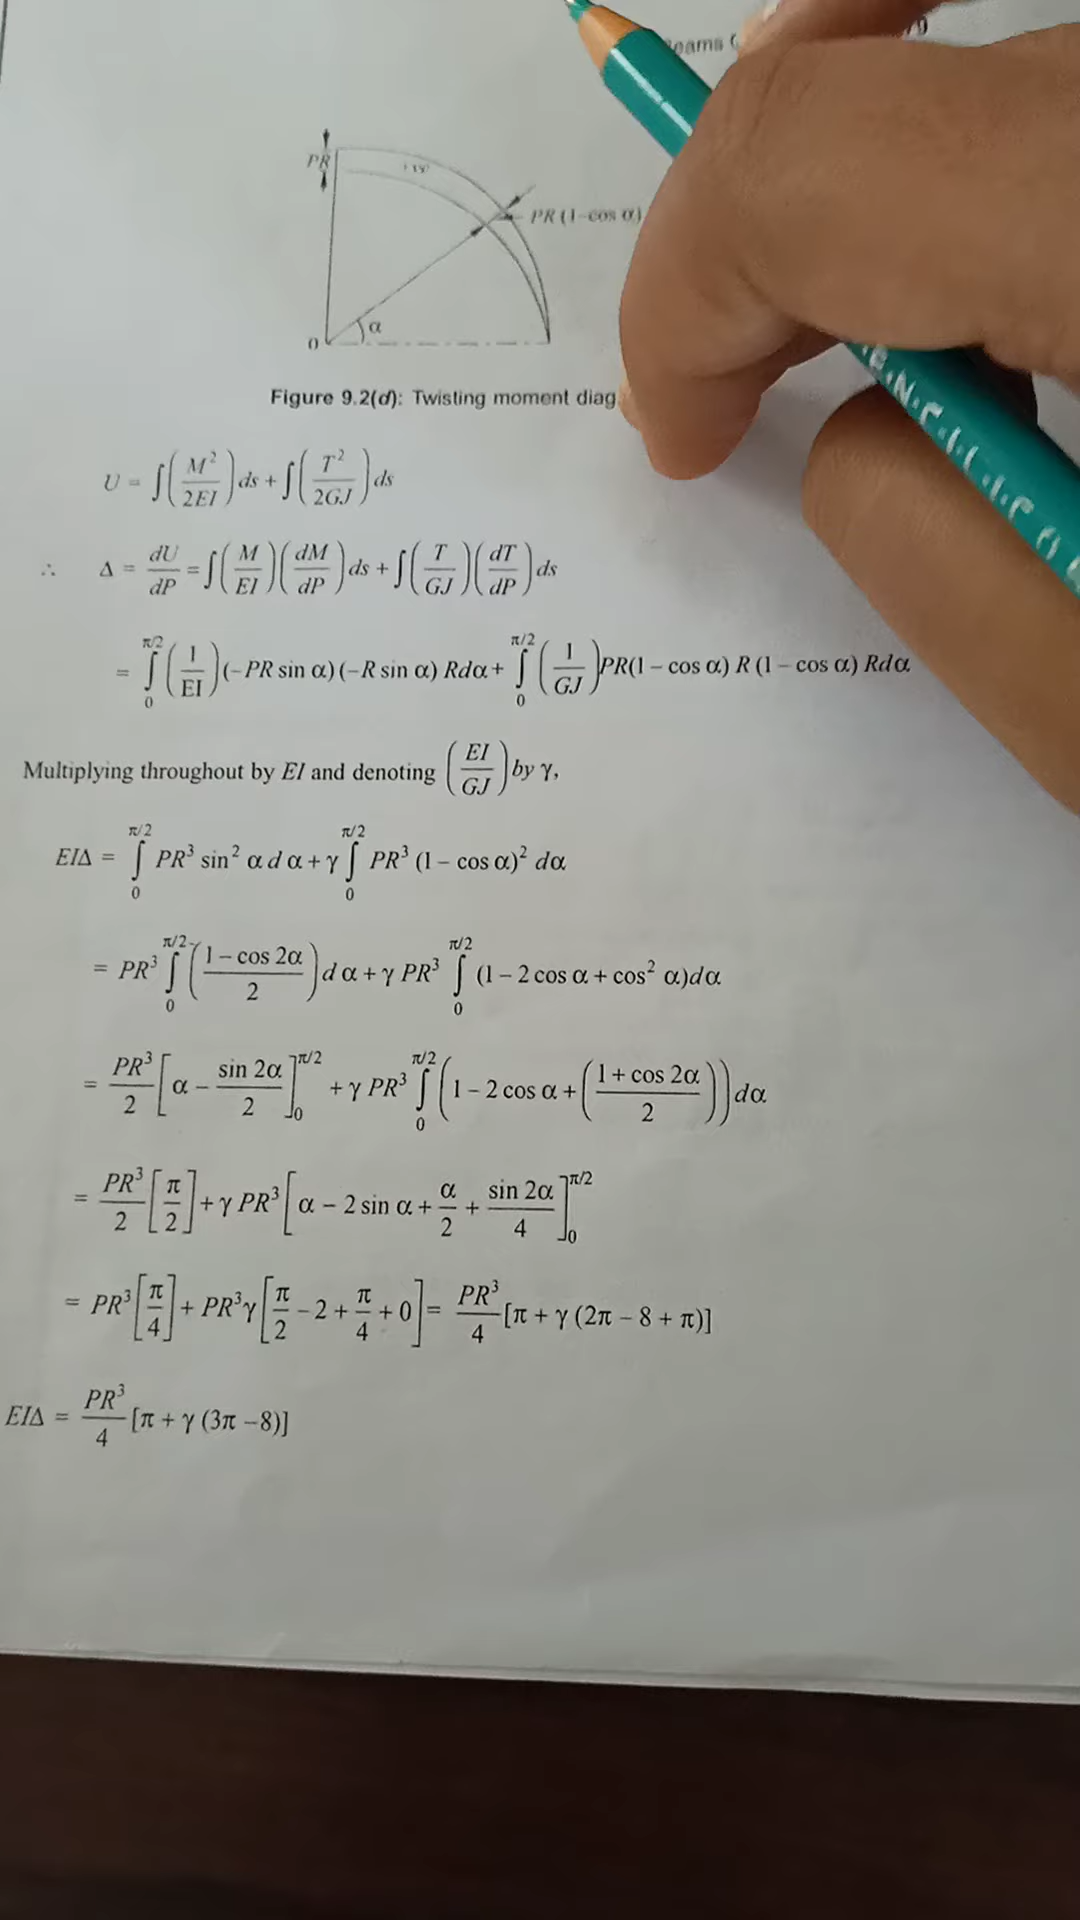 PR
PR (1-cos α)
α
0
Figure 9.2(d): Twisting moment diag
U = ∫(M²/2EI) ds + ∫(T²/2GJ) ds
∴ Δ = dU/dP = ∫(M/EI)(dM/dP) ds + ∫(T/GJ)(dT/dP) ds
= ∫₀^(π/2) (1/EI) (– PR sin α) (– R sin α) Rdα + ∫₀^(π/2) (1/GJ) PR(1 – cos α) R (1 – cos α) Rdα
Multiplying throughout by EI and denoting (EI/GJ) by γ,
EIΔ = ∫₀^(π/2) PR³ sin² α d α + γ ∫₀^(π/2) PR³ (1 – cos α)² dα
= PR³ ∫₀^(π/2) ((1 – cos 2α)/2) d α + γ PR³ ∫₀^(π/2) (1 – 2 cos α + cos² α)dα
= PR³/2 [α – sin 2α/2]₀^(π/2) + γ PR³ ∫₀^(π/2) (1 – 2 cos α + ((1 + cos 2α)/2)) dα
= PR³/2 [π/2] + γ PR³ [α – 2 sin α + α/2 + sin 2α/4]₀^(π/2)
= PR³[π/4] + PR³γ[π/2 – 2 + π/4 + 0] = PR³/4 [π + γ (2π – 8 + π)]
EIΔ = PR³/4 [π + γ (3π –8)]